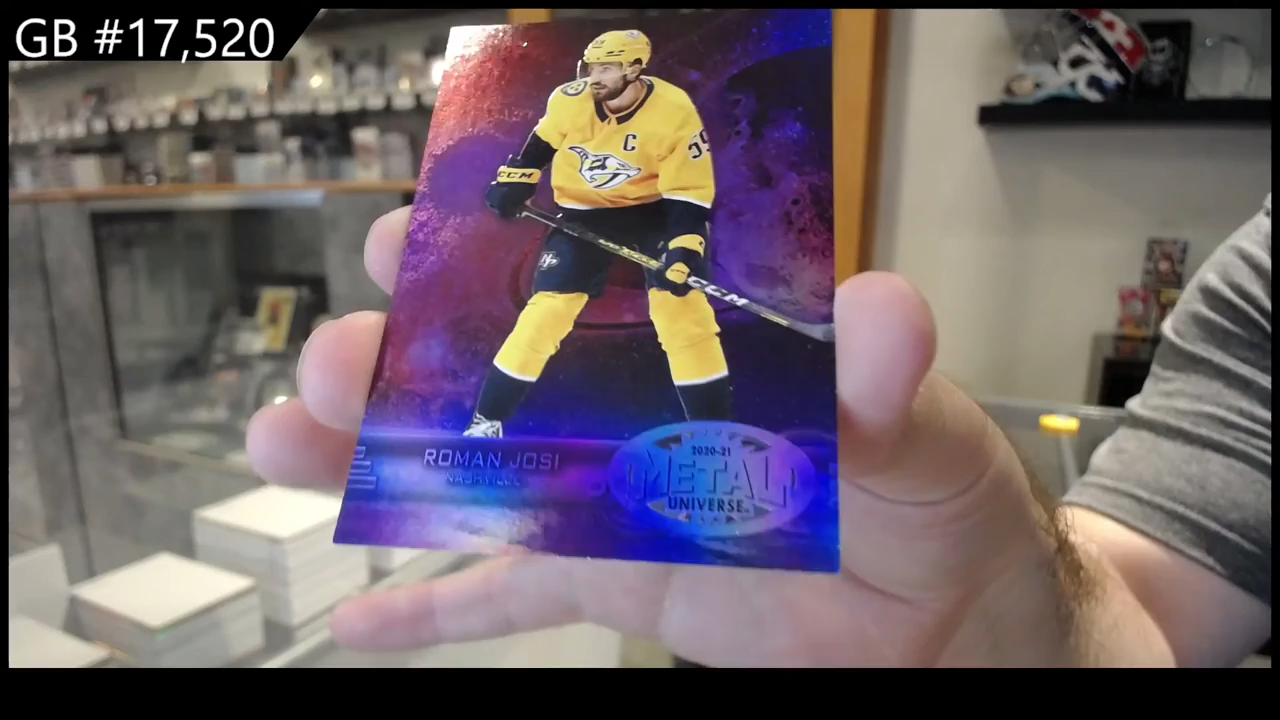 GB #17,520
C
59
CCM
CCM
ROMAN JOSI
NASHVILLE
2020-21
METAL
UNIVERSE